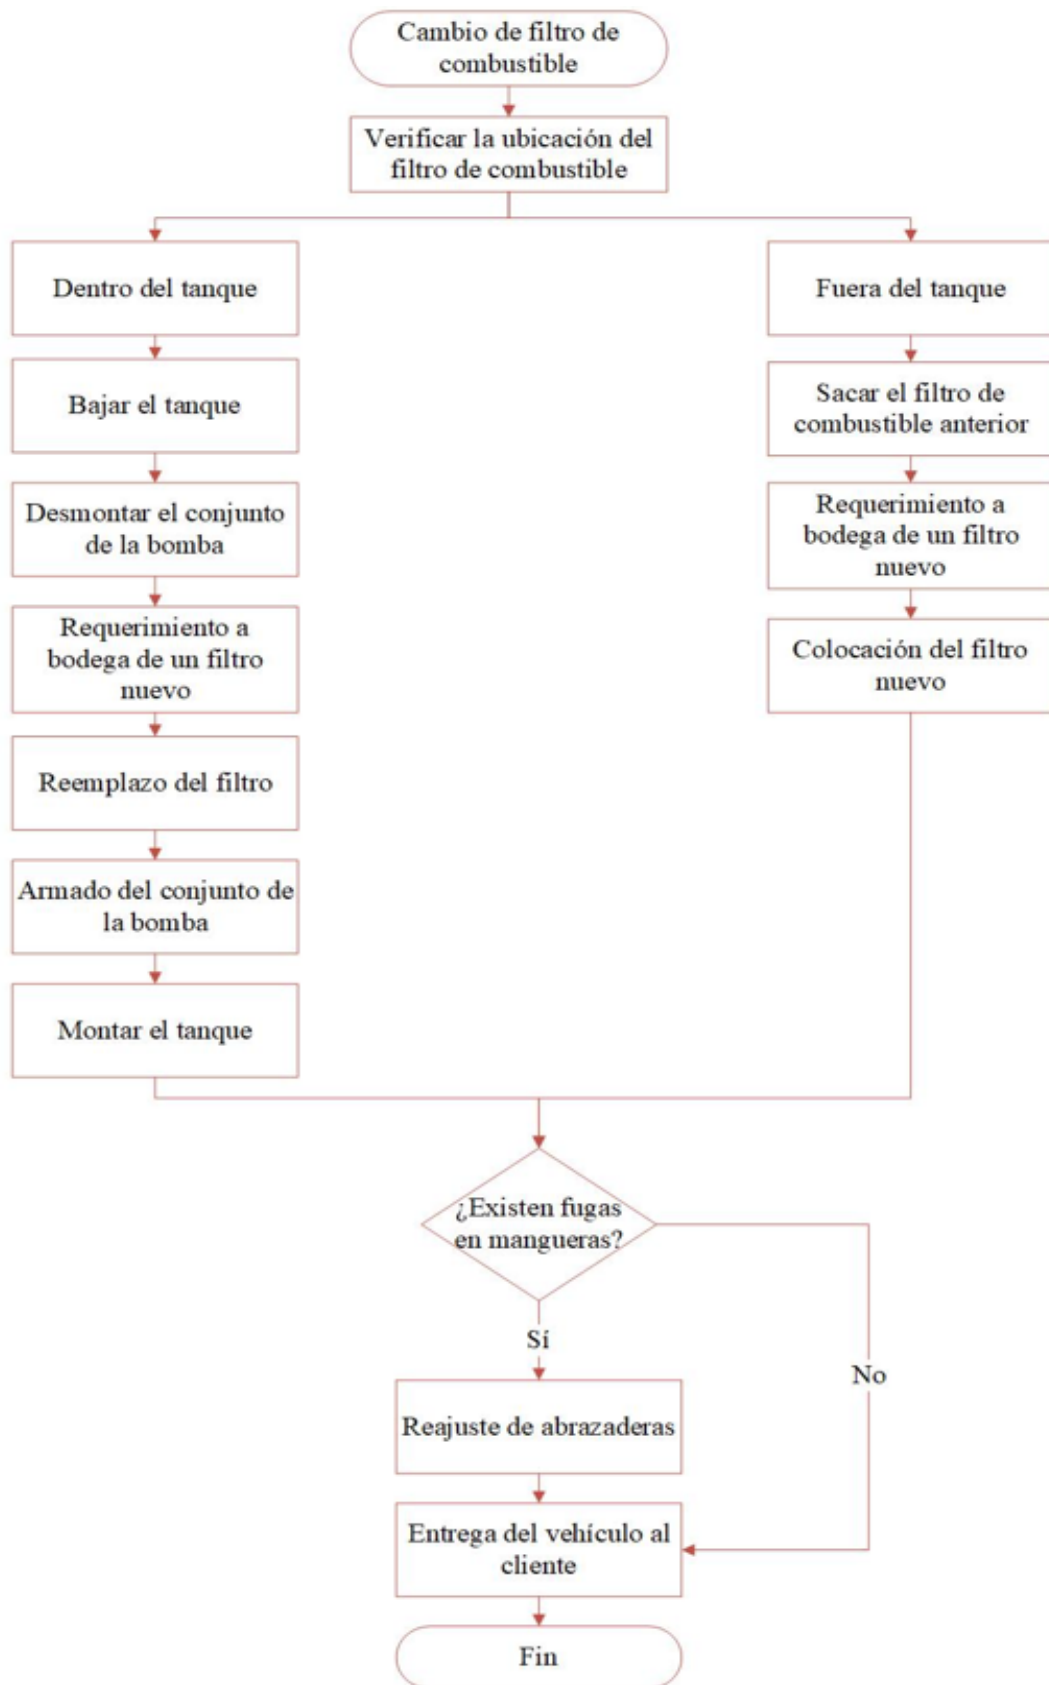 Cambio de filtro de
combustible
Verificar la ubicación del
filtro de combustible
Dentro del tanque
Bajar el tanque
Desmontar el conjunto
de la bomba
Requerimiento a
bodega de un filtro
nuevo
Reemplazo del filtro
Armado del conjunto de
la bomba
Montar el tanque
Fuera del tanque
Sacar el filtro de
combustible anterior
Requerimiento a
bodega de un filtro
nuevo
Colocación del filtro
nuevo
¿Existen fugas
en mangueras?
Sí
No
Reajuste de abrazaderas
Entrega del vehículo al
cliente
Fin